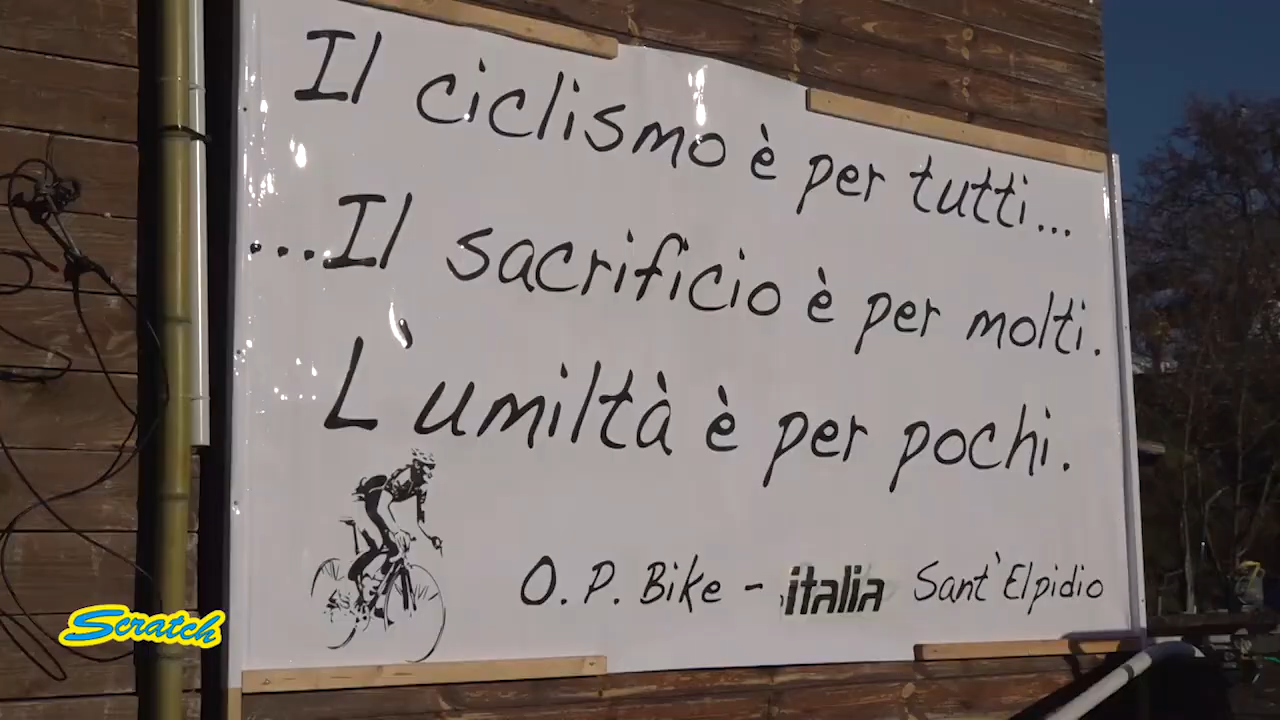 Il ciclismo è per tutti...
...Il sacrificio è per molti.
L'umiltà è per pochi.
O. P. Bike - italia Sant'Elpidio
Scratch